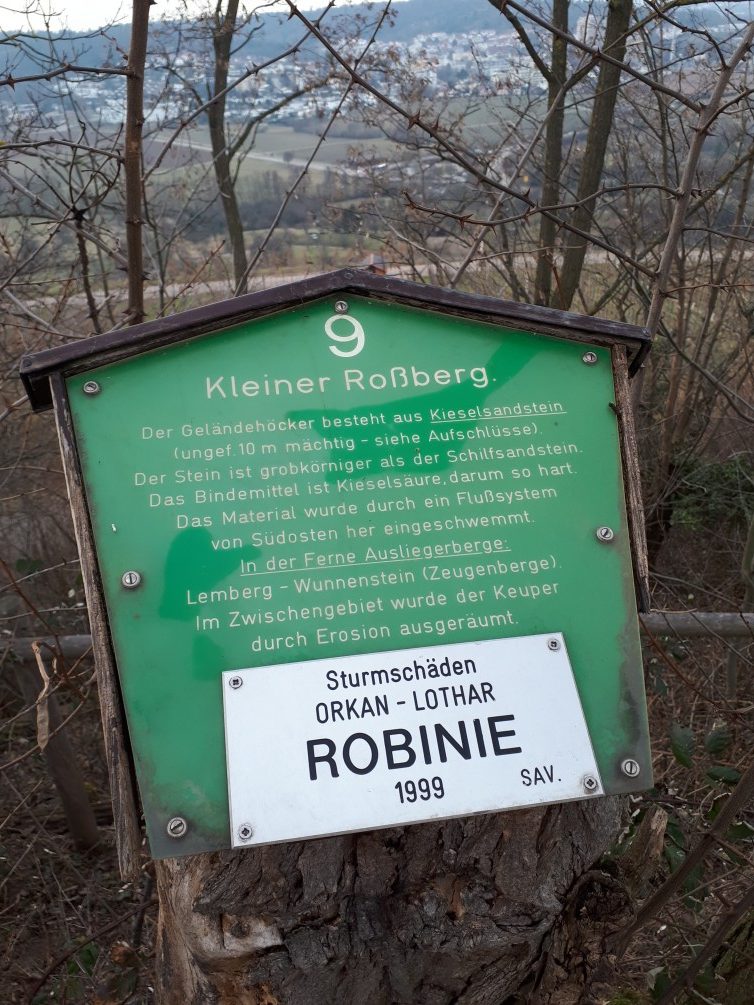 9
Kleiner Roßberg.
Der Geländehöcker besteht aus Kieselsandstein
(ungef. 10 m mächtig - siehe Aufschlüsse).
Der Stein ist grobkörniger als der Schilfsandstein.
Das Bindemittel ist Kieselsäure, darum so hart.
Das Material wurde durch ein Flußsystem
von Südosten her eingeschwemmt.
In der Ferne Ausliegerberge:
Lemberg - Wunnenstein (Zeugenberge).
Im Zwischengebiet wurde der Keuper
durch Erosion ausgeräumt.
Sturmschäden
ORKAN - LOTHAR
ROBINIE
1999 SAV.